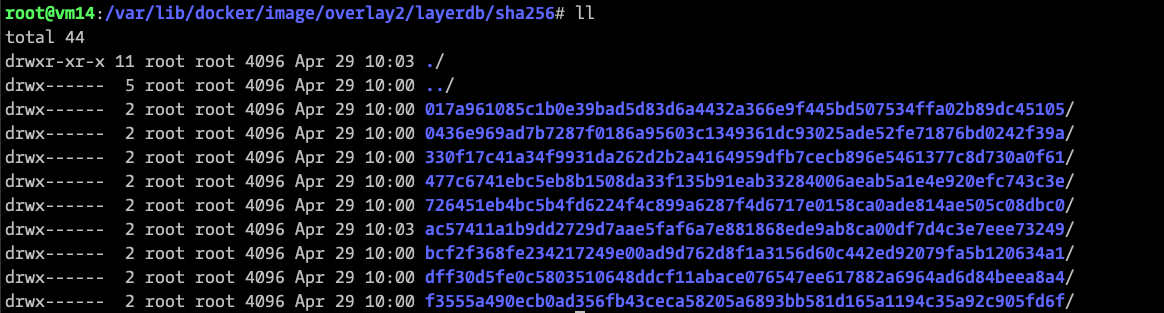 root@vm14:/var/lib/docker/image/overlay2/layerdb/sha256# ll
total 44
drwxr-xr-x 11 root root 4096 Apr 29 10:03 ./
drwx------  5 root root 4096 Apr 29 10:00 ../
drwx------  2 root root 4096 Apr 29 10:00 017a961085c1b0e39bad5d83d6a4432a366e9f445bd507534ffa02b89dc45105/
drwx------  2 root root 4096 Apr 29 10:00 0436e969ad7b7287f0186a95603c1349361dc93025ade52fe71876bd0242f39a/
drwx------  2 root root 4096 Apr 29 10:00 330f17c41a34f9931da262d2b2a4164959dfb7cecb896e5461377c8d730a0f61/
drwx------  2 root root 4096 Apr 29 10:00 477c6741ebc5eb8b1508da33f135b91eab33284006aeab5a1e4e920efc743c3e/
drwx------  2 root root 4096 Apr 29 10:00 726451eb4bc5b4fd6224f4c899a6287f4d6717e0158ca0ade814ae505c08dbc0/
drwx------  2 root root 4096 Apr 29 10:03 ac57411a1b9dd2729d7aae5faf6a7e881868ede9ab8ca00df7d4c3e7eee73249/
drwx------  2 root root 4096 Apr 29 10:00 bcf2f368fe234217249e00ad9d762d8f1a3156d60c442ed92079fa5b120634a1/
drwx------  2 root root 4096 Apr 29 10:00 dff30d5fe0c5803510648ddcf11abace076547ee617882a6964ad6d84beea8a4/
drwx------  2 root root 4096 Apr 29 10:00 f3555a490ecb0ad356fb43ceca58205a6893bb581d165a1194c35a92c905fd6f/